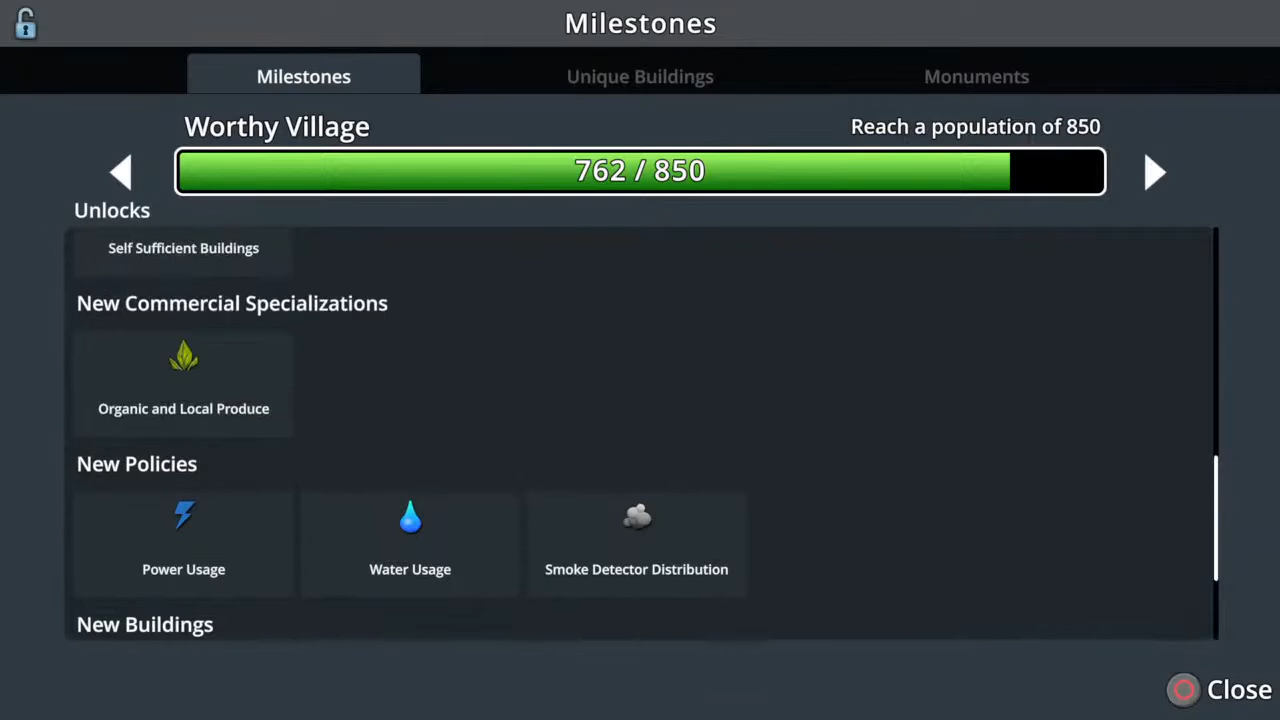 Milestones
Milestones Unique Buildings Monuments
Worthy Village Reach a population of 850
762 / 850
Unlocks
Self Sufficient Buildings
New Commercial Specializations
Organic and Local Produce
New Policies
Power Usage Water Usage Smoke Detector Distribution
New Buildings
Close